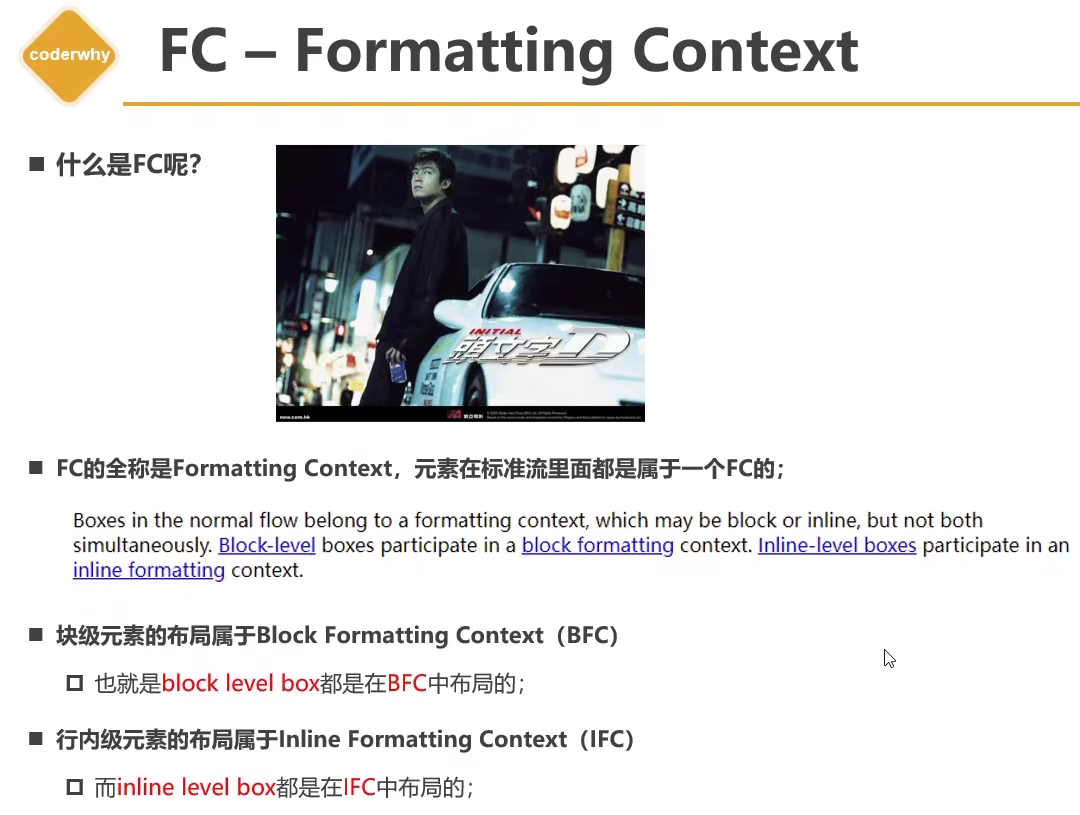 coderwhy
FC – Formatting Context
■ 什么是FC呢?
INITIAL
頭文字D
now.com.hk
■ FC的全称是Formatting Context，元素在标准流里面都是属于一个FC的；
Boxes in the normal flow belong to a formatting context, which may be block or inline, but not both
simultaneously. Block-level boxes participate in a block formatting context. Inline-level boxes participate in an
inline formatting context.
■ 块级元素的布局属于Block Formatting Context（BFC）
也就是block level box都是在BFC中布局的；
■ 行内级元素的布局属于Inline Formatting Context（IFC）
而inline level box都是在IFC中布局的；